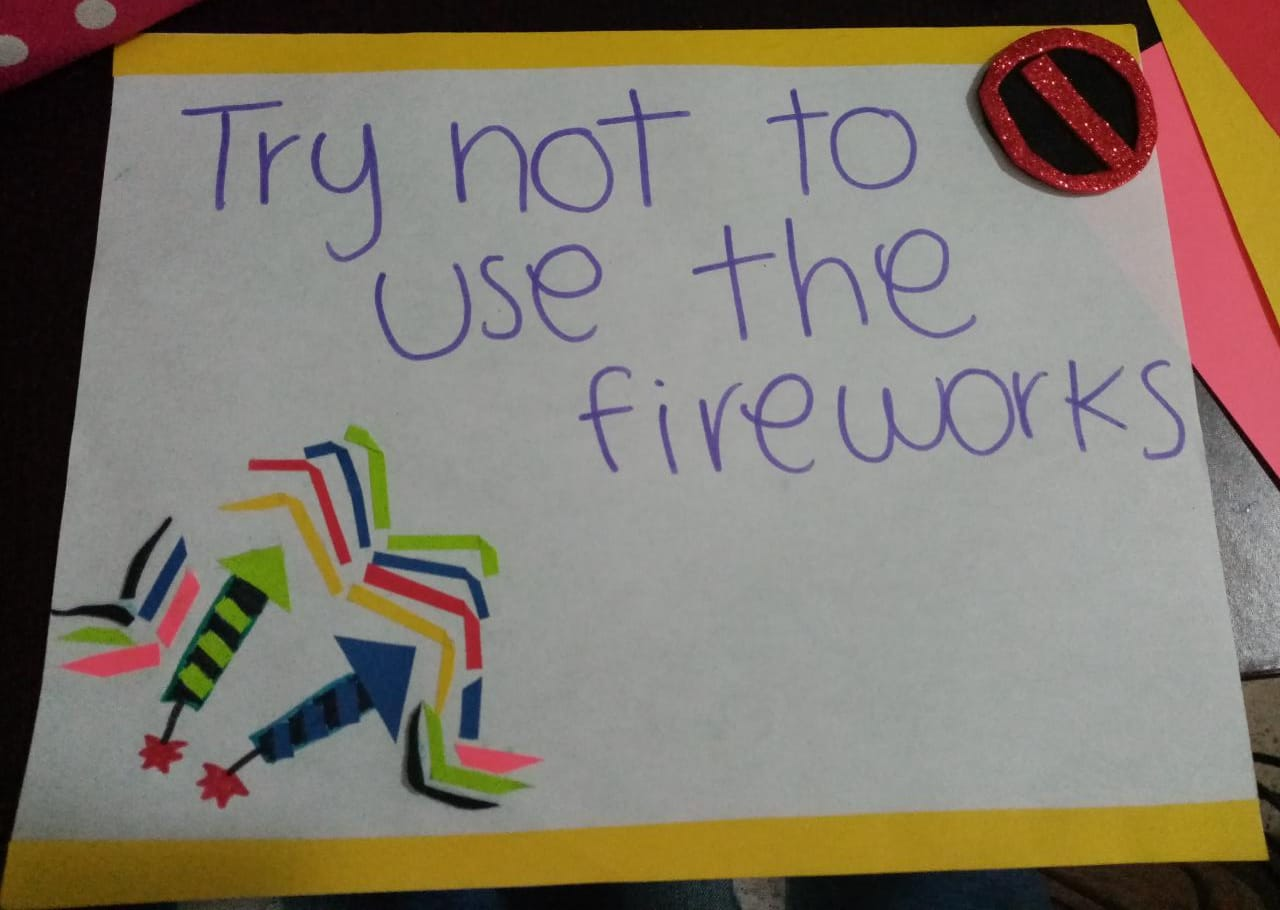 Try not to
use the
fireworks